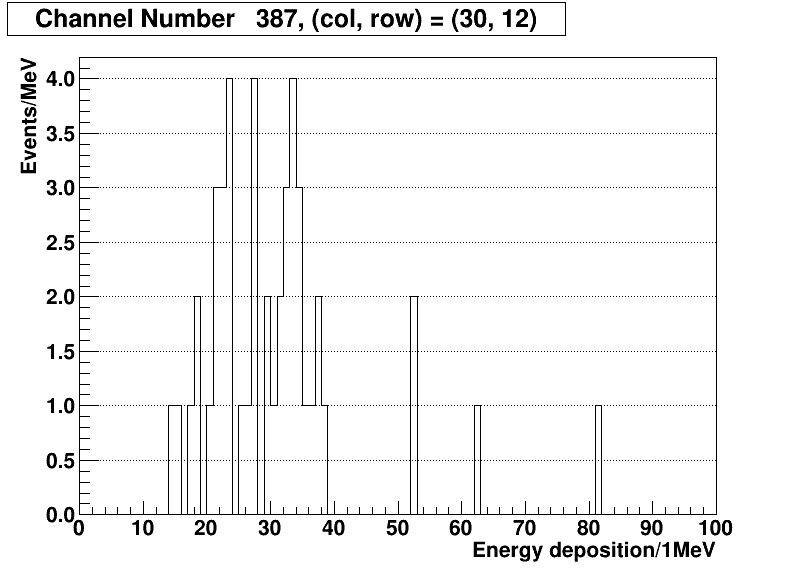 Channel Number 387, (col, row) = (30, 12)
Events/MeV
4.0
3.5
3.0
2.5
2.0
1.5
1.0
0.5
0.0
0 10 20 30 40 50 60 70 80 90 100
Energy deposition/1MeV